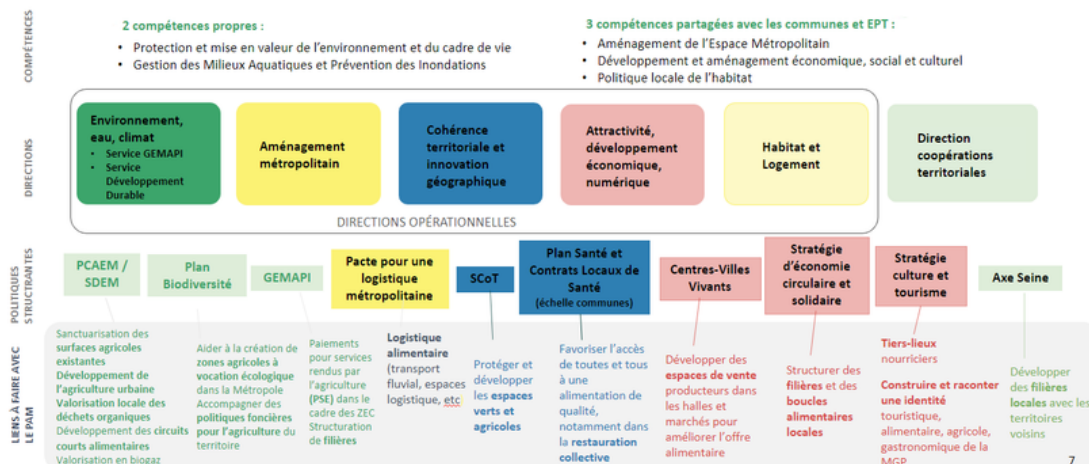 COMPÉTENCES
2 compétences propres :
• Protection et mise en valeur de l'environnement et du cadre de vie
• Gestion des Milieux Aquatiques et Prévention des Inondations
3 compétences partagées avec les communes et EPT :
• Aménagement de l'Espace Métropolitain
• Développement et aménagement économique, social et culturel
• Politique locale de l'habitat
DIRECTIONS
Environnement,
eau, climat
• Service GEMAPI
• Service
Développement
Durable
Aménagement
métropolitain
Cohérence
territoriale et
innovation
géographique
Attractivité,
développement
économique,
numérique
Habitat et
Logement
Direction
coopérations
territoriales
DIRECTIONS OPÉRATIONNELLES
POLITIQUES
STRUCTRANTES
PCAEM /
SDEM
Plan
Biodiversité
GEMAPI
Pacte pour une
logistique
métropolitaine
SCoT
Plan Santé et
Contrats Locaux de
Santé
(échelle communes)
Centres-Villes
Vivants
Stratégie
d'économie
circulaire et
solidaire
Stratégie
culture et
tourisme
Axe Seine
LIENS À FAIRE AVEC
LE PAM
Sanctuarisation des
surfaces agricoles
existantes
Développement de
l'agriculture urbaine
Valorisation locale des
déchets organiques
Développement des circuits
courts alimentaires
Valorisation en biogaz
Aider à la création de
zones agricoles à
vocation écologique
dans la Métropole
Accompagner des
politiques foncières
pour l'agriculture du
territoire
Paiements
pour services
rendus par
l'agriculture
(PSE) dans le
cadre des ZEC
Structuration
de filières
Logistique
alimentaire
(transport
fluvial, espaces
logistique, etc
Protéger et
développer
les espaces
verts et
agricoles
Favoriser l'accès
de toutes et tous
à une
alimentation de
qualité,
notamment dans
la restauration
collective
Développer des
espaces de vente
producteurs dans
les halles et
marchés pour
améliorer l'offre
alimentaire
Structurer des
filières et des
boucles
alimentaires
locales
Tiers-lieux
nourriciers
Construire et raconter
une identité
touristique,
alimentaire, agricole,
gastronomique de la
MGP
Développer
des filières
locales avec les
territoires
voisins
7